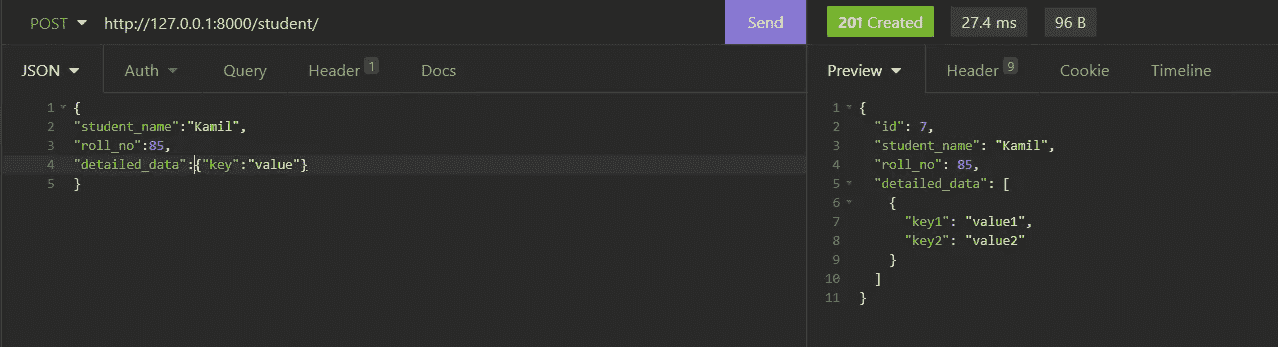 POST http://127.0.0.1:8000/student/ Send 201 Created 27.4 ms 96 B
JSON Auth Query Header 1 Docs
Preview Header 9 Cookie Timeline
1 {
2 "student_name":"Kamil",
3 "roll_no":85,
4 "detailed_data":{"key":"value"}
5 }
1 {
2 "id": 7,
3 "student_name": "Kamil",
4 "roll_no": 85,
5 "detailed_data": [
6 {
7 "key1": "value1",
8 "key2": "value2"
9 }
10 ]
11 }